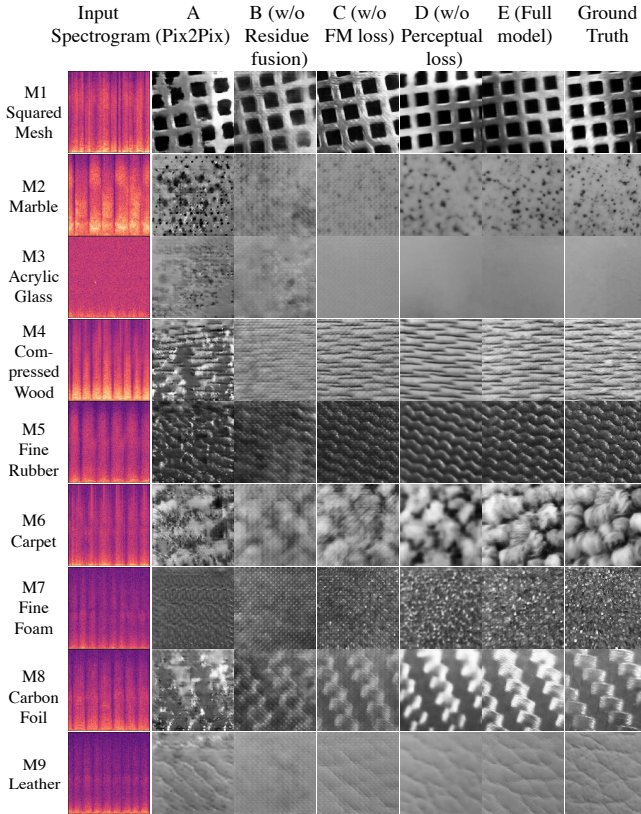 Input
Spectrogram
A
(Pix2Pix)
B (w/o
Residue
fusion)
C (w/o
FM loss)
D (w/o
Perceptual
loss)
E (Full
model)
Ground
Truth
M1
Squared
Mesh
M2
Marble
M3
Acrylic
Glass
M4
Com-
pressed
Wood
M5
Fine
Rubber
M6
Carpet
M7
Fine
Foam
M8
Carbon
Foil
M9
Leather